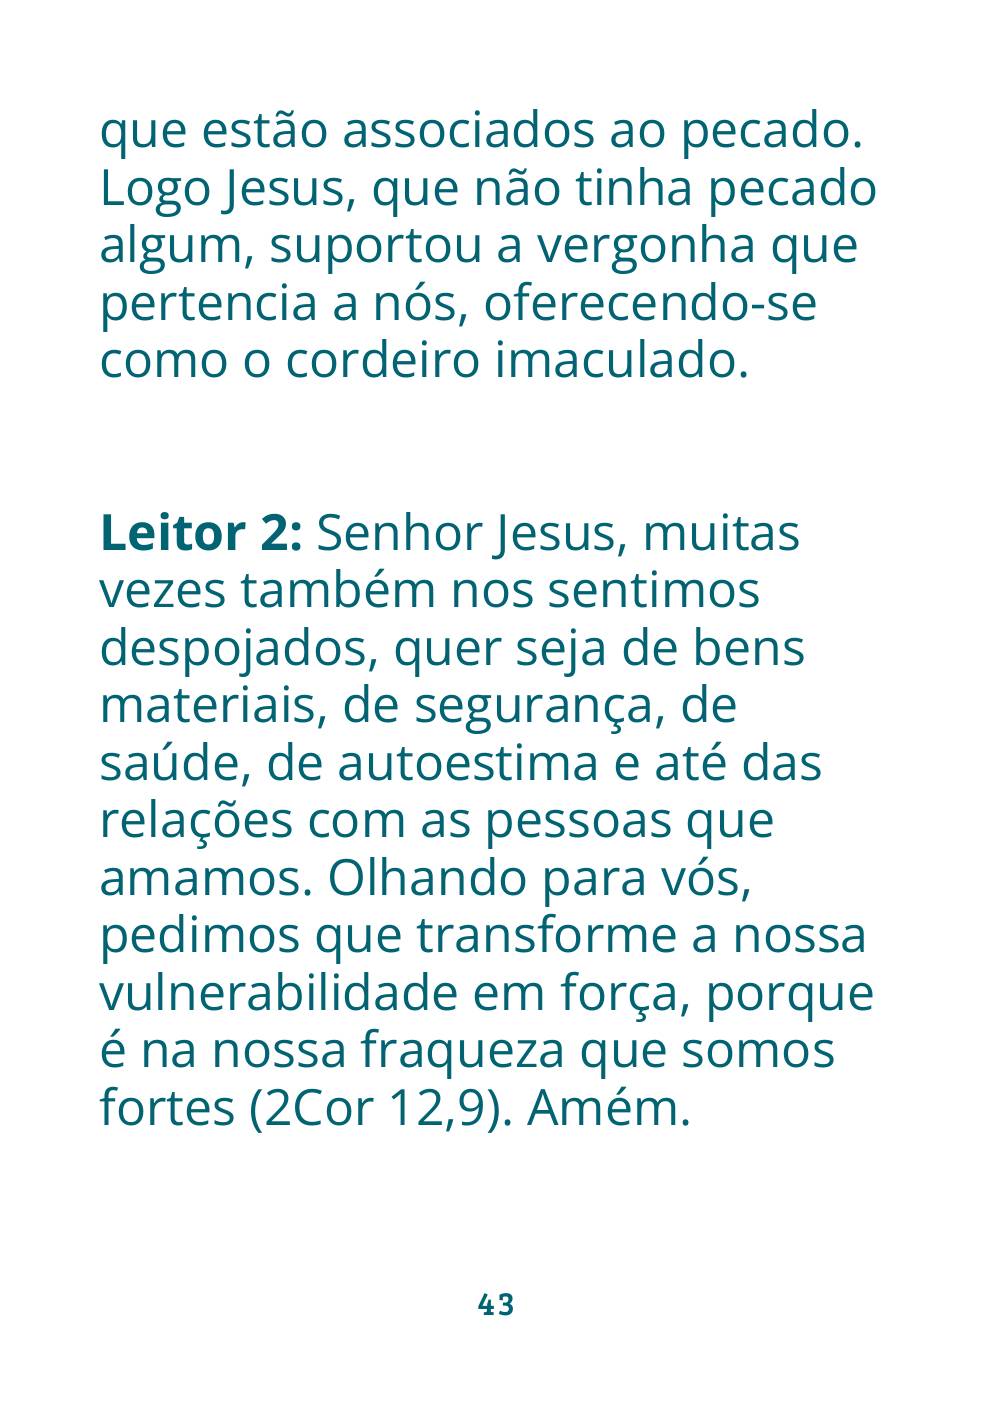 que estão associados ao pecado.
Logo Jesus, que não tinha pecado
algum, suportou a vergonha que
pertencia a nós, oferecendo-se
como o cordeiro imaculado.
Leitor 2: Senhor Jesus, muitas
vezes também nos sentimos
despojados, quer seja de bens
materiais, de segurança, de
saúde, de autoestima e até das
relações com as pessoas que
amamos. Olhando para vós,
pedimos que transforme a nossa
vulnerabilidade em força, porque
é na nossa fraqueza que somos
fortes (2Cor 12,9). Amém.
43